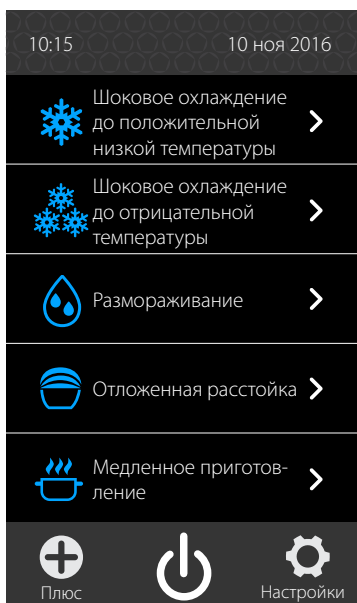 10:15 10 ноя 2016
Шоковое охлаждение
до положительной
низкой температуры
Шоковое охлаждение
до отрицательной
температуры
Размораживание
Отложенная расстойка
Медленное приготов-
ление
Плюс Настройки